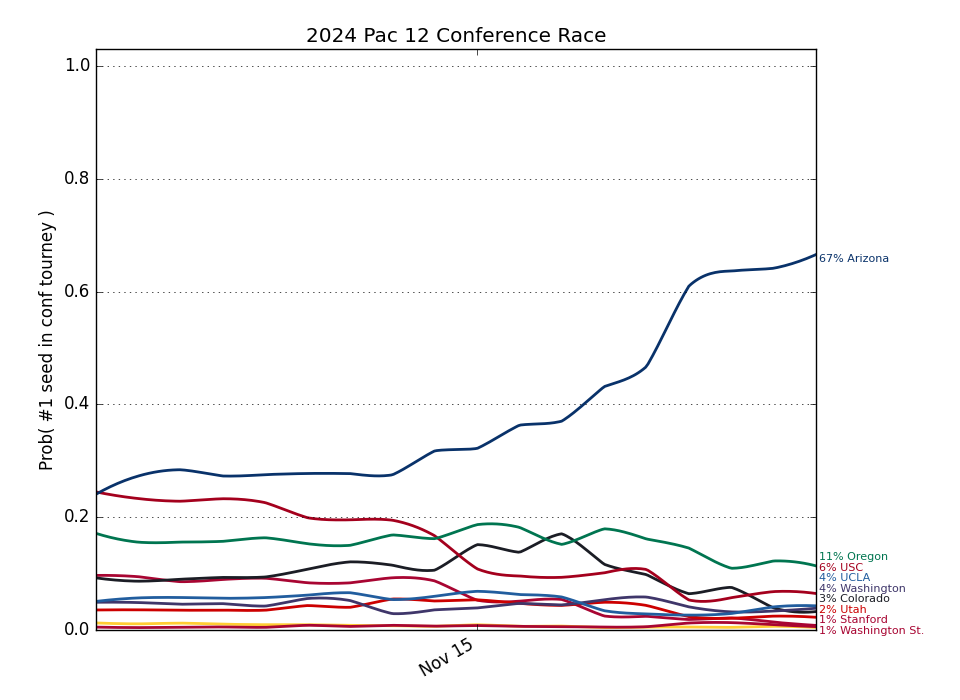 2024 Pac 12 Conference Race
Prob( #1 seed in conf tourney )
1.0
0.8
0.6
0.4
0.2
0.0
Nov 15
67% Arizona
11% Oregon
6% USC
4% UCLA
4% Washington
3% Colorado
2% Utah
1% Stanford
1% Washington St.